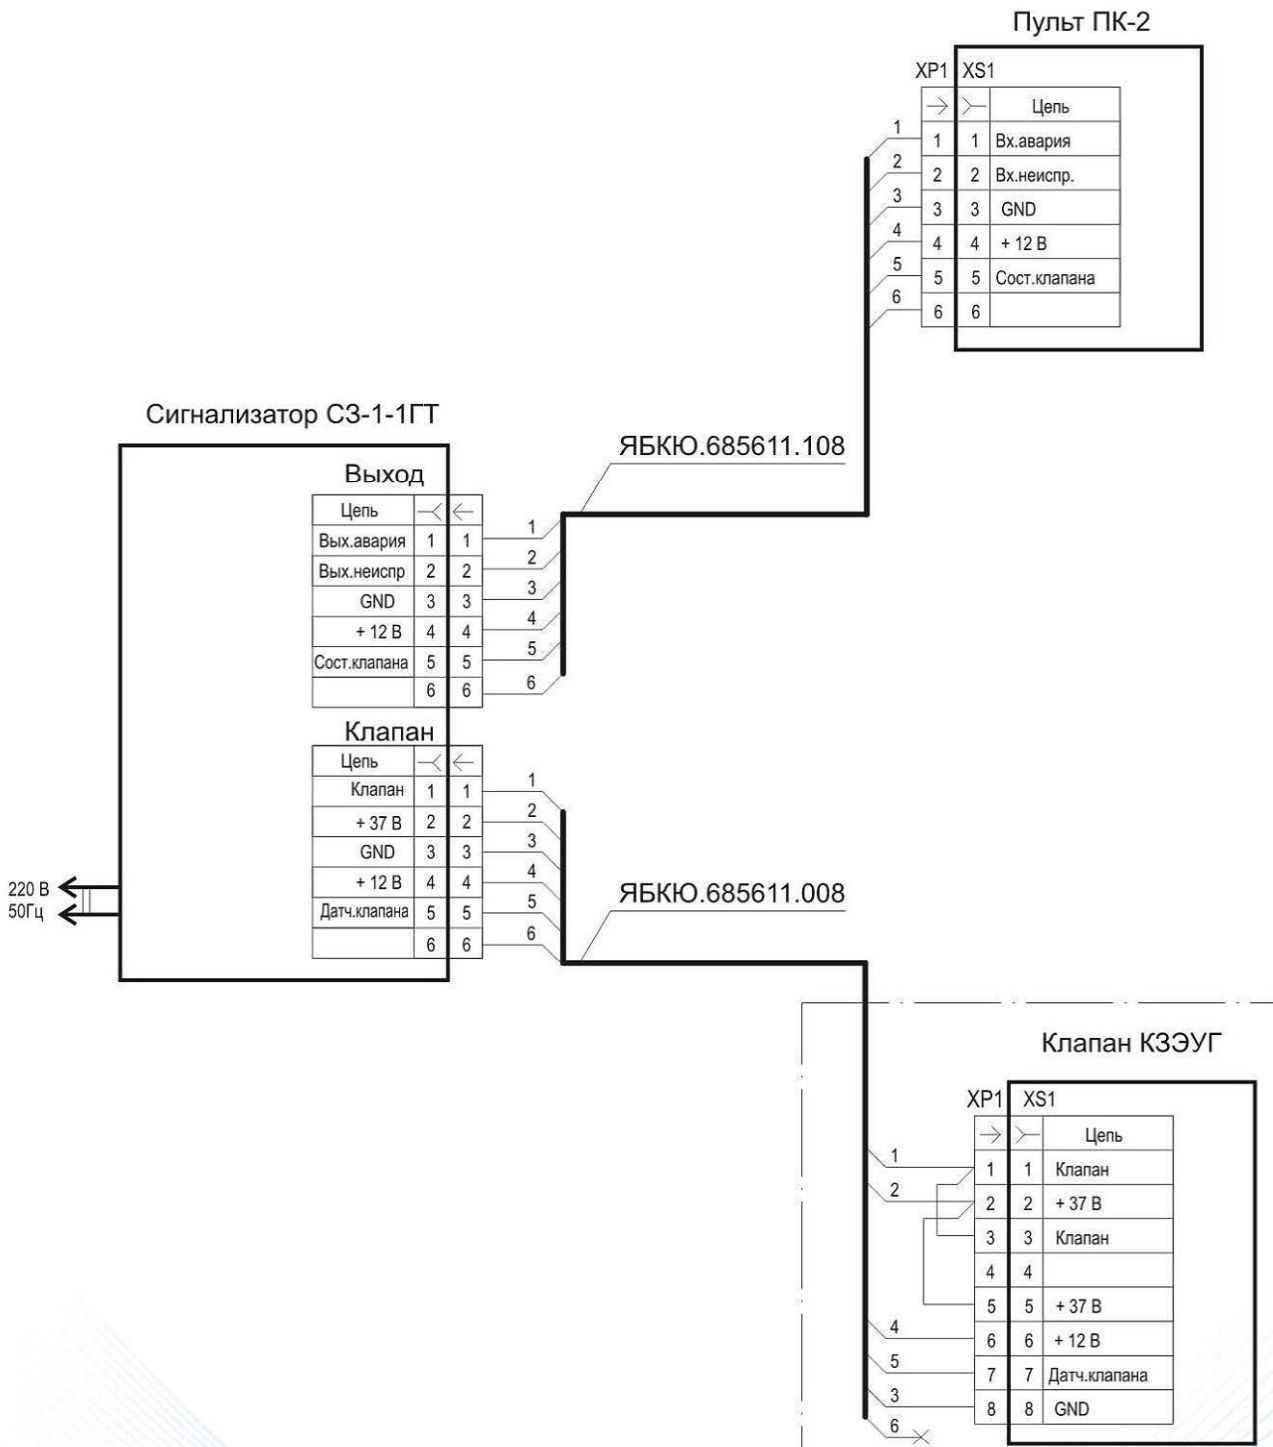 Пульт ПК-2
XP1 XS1
Цепь
1 1 1 Вх.авария
2 2 2 Вх.неиспр.
3 3 3 GND
4 4 4 + 12 В
5 5 5 Сост.клапана
6 6 6
Сигнализатор СЗ-1-1ГТ
ЯБКЮ.685611.108
Выход
Цепь
Вых.авария 1 1 1
Вых.неиспр 2 2 2
GND 3 3 3
+ 12 В 4 4 4
Сост.клапана 5 5 5
6 6 6
Клапан
Цепь
Клапан 1 1 1
+ 37 В 2 2 2
GND 3 3 3
+ 12 В 4 4 4
Датч.клапана 5 5 5
6 6 6
220 В
50Гц
ЯБКЮ.685611.008
Клапан КЗЭУГ
XP1 XS1
Цепь
1 1 1 Клапан
2 2 2 + 37 В
3 3 Клапан
4 4
5 5 + 37 В
4 6 6 + 12 В
5 7 7 Датч.клапана
3 8 8 GND
6